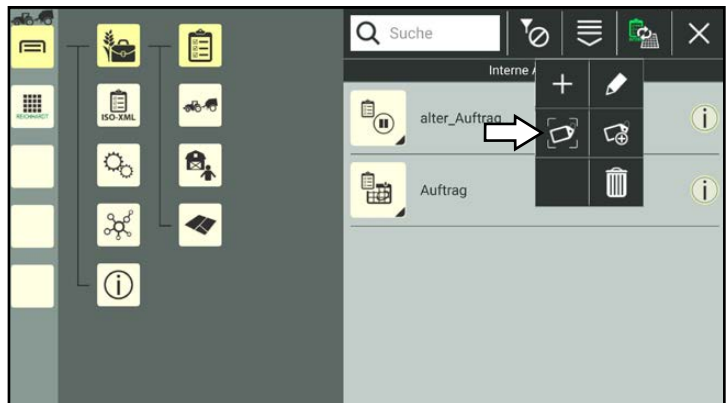 Suche
Interne A
alter_Auftrag
Auftrag
REICHHARDT
ISO-XML